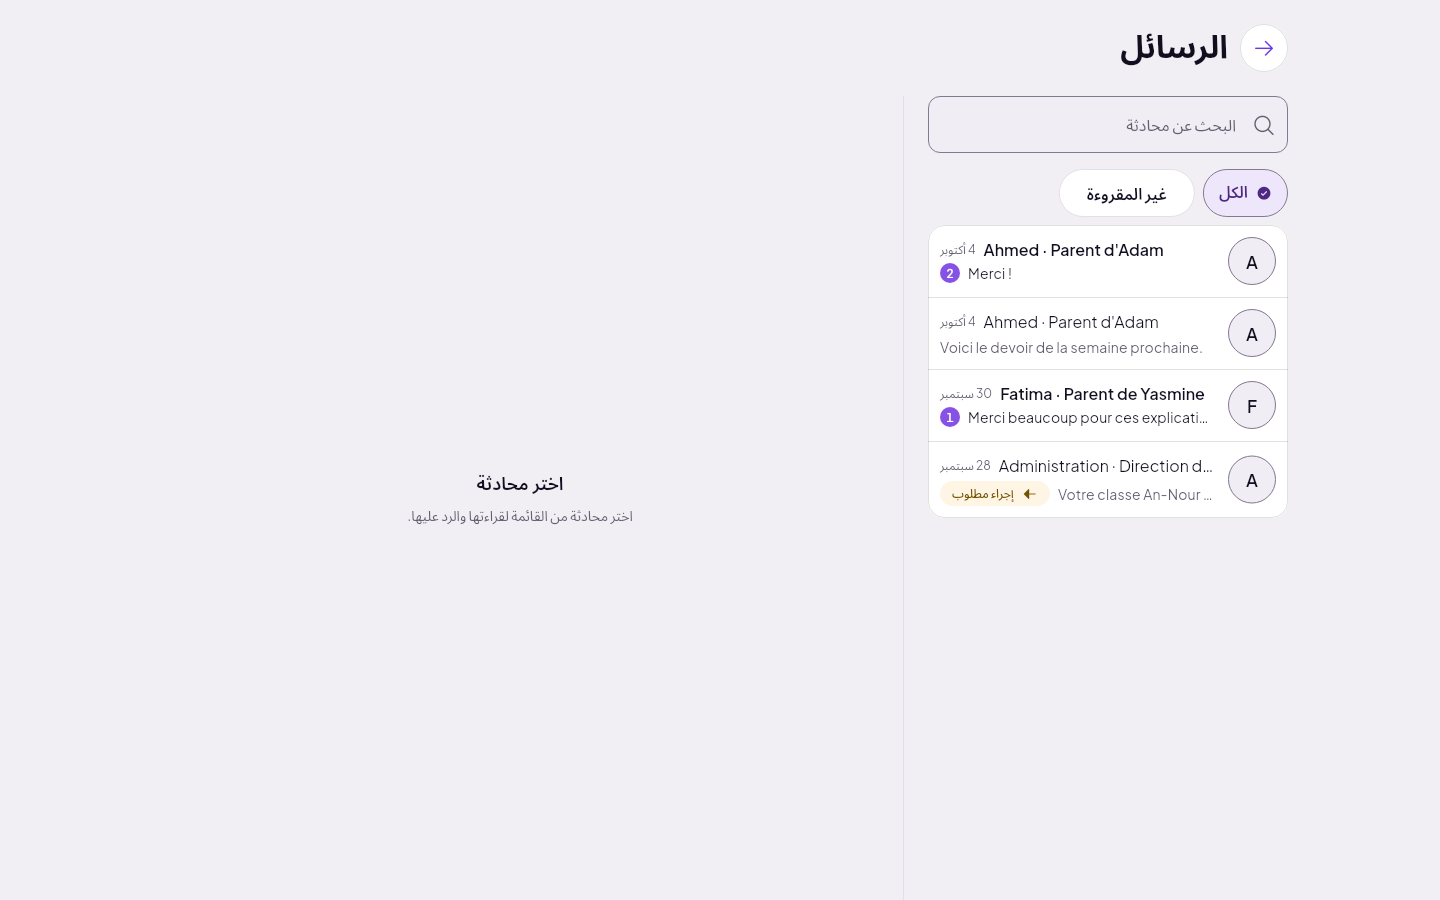 الرسائل
البحث عن محادثة
الكل
غير المقروءة
A
Ahmed · Parent d'Adam
4 أكتوبر
Merci !
2
A
Ahmed · Parent d'Adam
4 أكتوبر
Voici le devoir de la semaine prochaine.
F
Fatima · Parent de Yasmine
30 سبتمبر
Merci beaucoup pour ces explicati…
1
A
Administration · Direction d…
28 سبتمبر
Votre classe An-Nour …
إجراء مطلوب
اختر محادثة
اختر محادثة من القائمة لقراءتها والرد عليها.